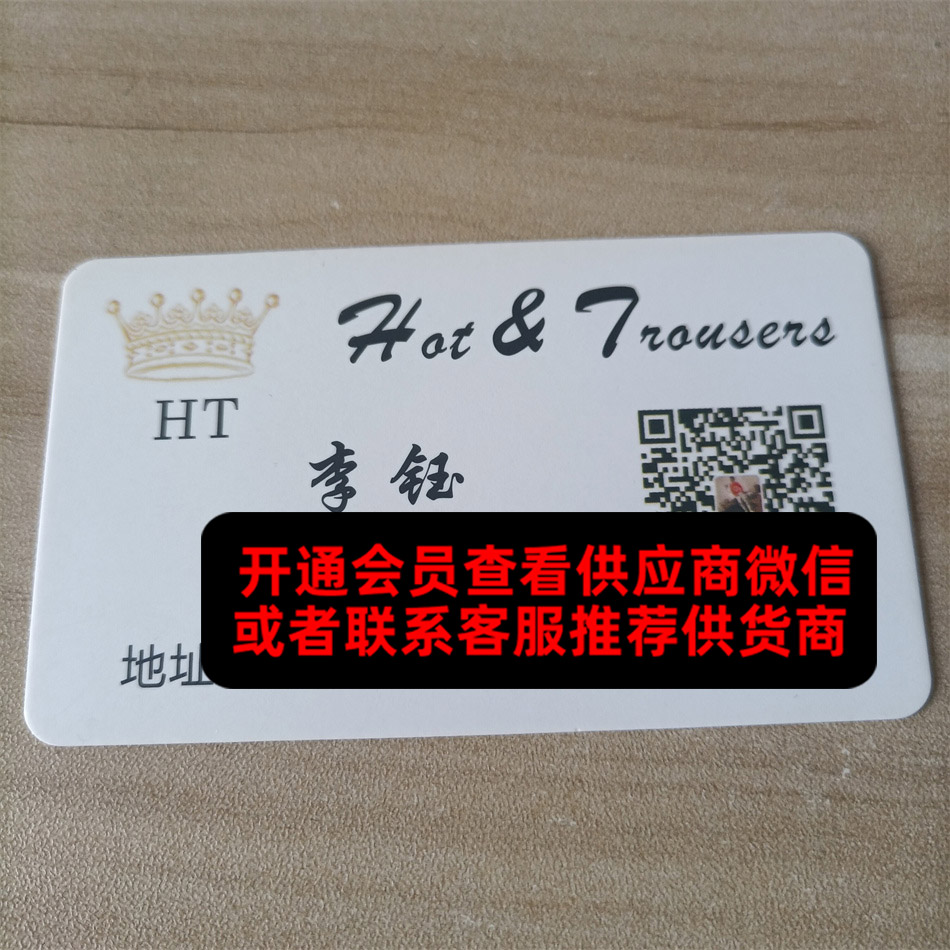 Hot & Trousers
HT
李钰
开通会员查看供应商微信
或者联系客服推荐供货商
地址